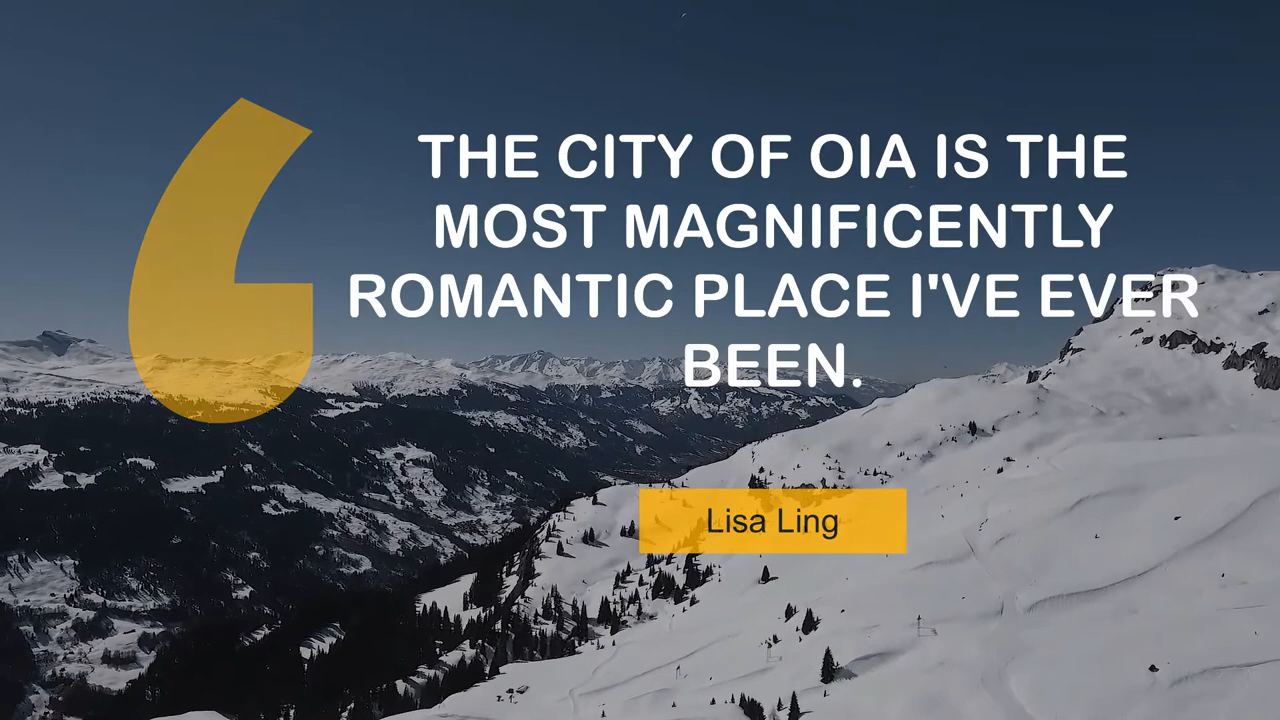 THE CITY OF OIA IS THE
MOST MAGNIFICENTLY
ROMANTIC PLACE I'VE EVER
BEEN.
Lisa Ling